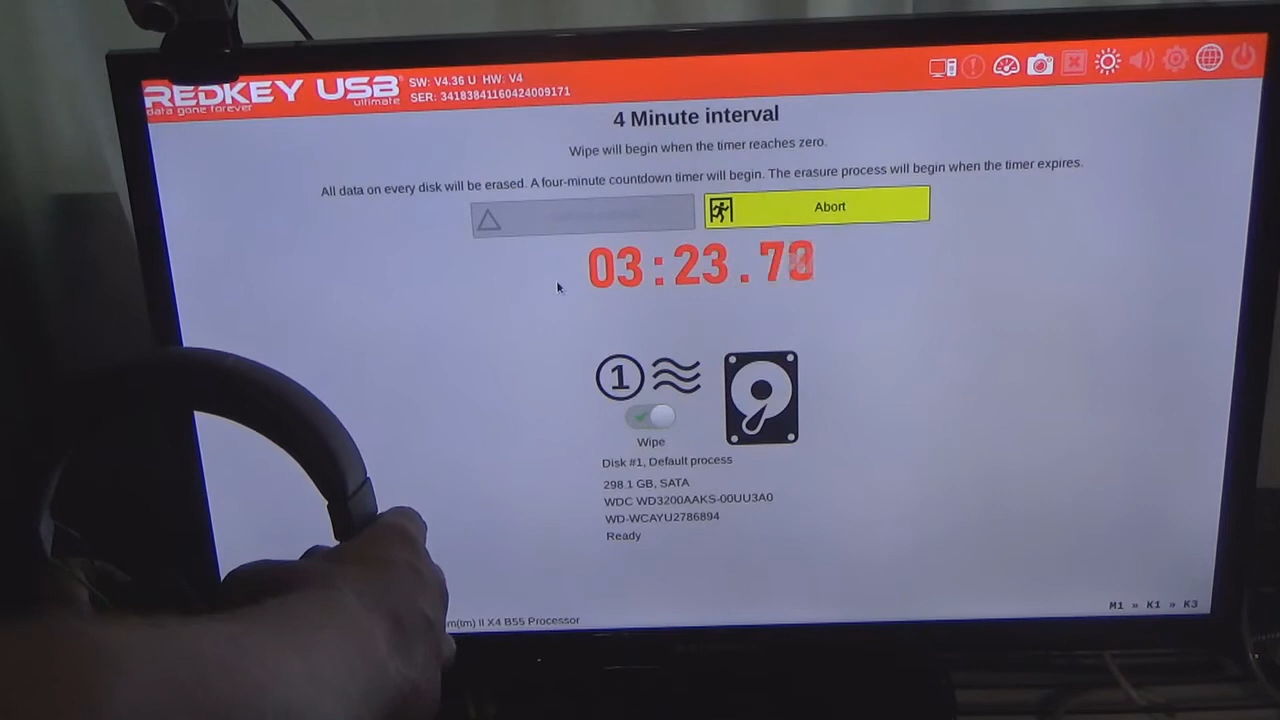 REDKEY USB®
ultimate
data gone forever
SW: V4.36 U HW: V4
SER: 34183841160424009171
4 Minute interval
Wipe will begin when the timer reaches zero.
All data on every disk will be erased. A four-minute countdown timer will begin. The erasure process will begin when the timer expires.
Abort
03:23.7
1
Wipe
Disk #1, Default process
298.1 GB, SATA
WDC WD3200AAKS-00UU3A0
WD-WCAYU2786894
Ready
m(tm) II X4 B55 Processor
M1 » K1 » K3